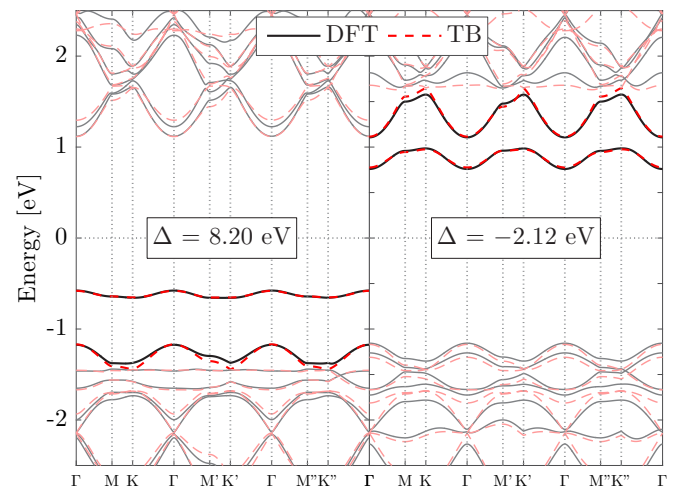 DFT TB
2
1
0
-1
-2
Energy [eV]
Δ = 8.20 eV
Δ = −2.12 eV
Γ M K Γ M' K' Γ M" K" Γ M K Γ M' K' Γ M" K" Γ